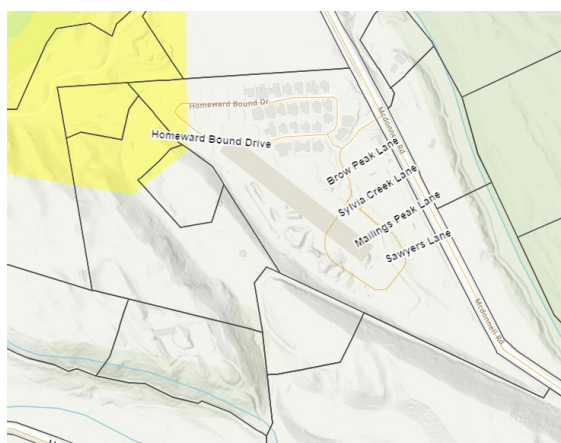 Homeward Bound Dr
Homeward Bound Drive
Mcdonnell Rd
Brow Peak Lane
Sylvia Creek Lane
Mailings Peak Lane
Sawyers Lane
Mcdonnell Rd